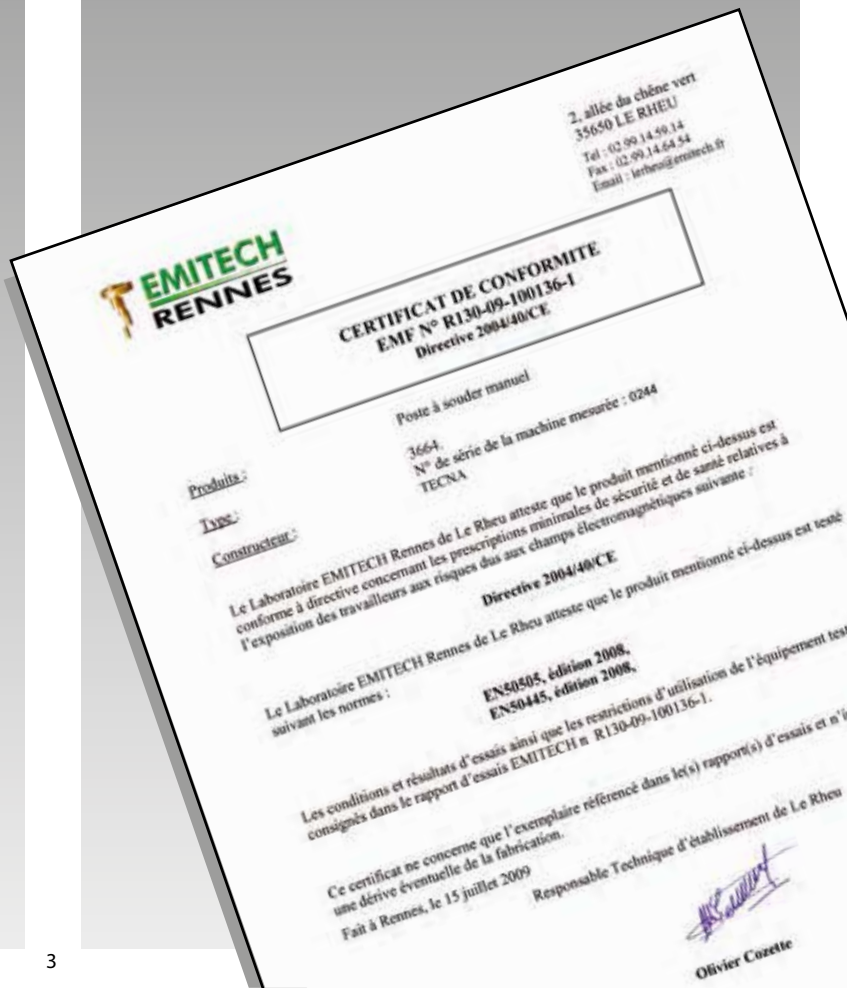 2, allée du chêne vert
35650 LE RHEU
Tel : 02.99.14.59.14
Fax : 02.99.14.64.54
Email : lerheu@emitech.fr
EMITECH
RENNES
CERTIFICAT DE CONFORMITE
EMF N° R130-09-100136-1
Directive 2004/40/CE
Produits :
Poste à souder manuel
Type :
3664.
N° de série de la machine mesurée : 0244
Constructeur :
TECNA
Le Laboratoire EMITECH Rennes de Le Rheu atteste que le produit mentionné ci-dessus est
conforme à directive concernant les prescriptions minimales de sécurité et de santé relatives à
l'exposition des travailleurs aux risques dus aux champs électromagnétiques suivante :
Directive 2004/40/CE
Le Laboratoire EMITECH Rennes de Le Rheu atteste que le produit mentionné ci-dessus est testé
suivant les normes :
EN50505, édition 2008,
EN50445, édition 2008,
Les conditions et résultats d'essais ainsi que les restrictions d'utilisation de l'équipement
consignés dans le rapport d'essais EMITECH n R130-09-100136-1.
Ce certificat ne concerne que l'exemplaire référencé dans le(s) rapport(s) d'essais et
une dérive éventuelle de la fabrication.
Fait à Rennes, le 15 juillet 2009
Responsable Technique d'établissement de Le Rheu
Olivier Cozette
3